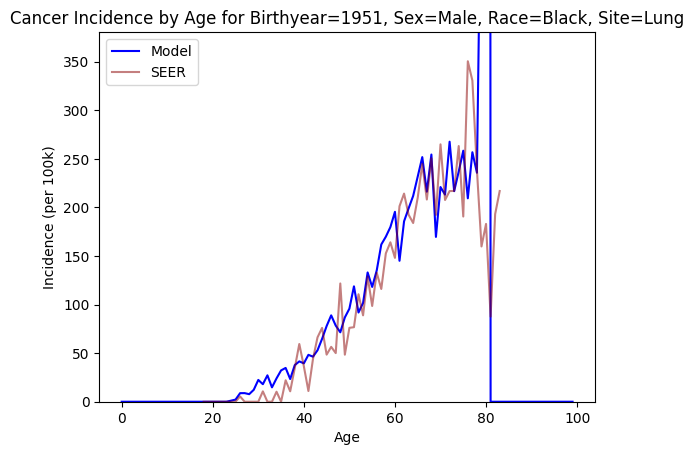 Cancer Incidence by Age for Birthyear=1951, Sex=Male, Race=Black, Site=Lung
Model
SEER
350
300
250
200
150
100
50
0
Incidence (per 100k)
0 20 40 60 80 100
Age